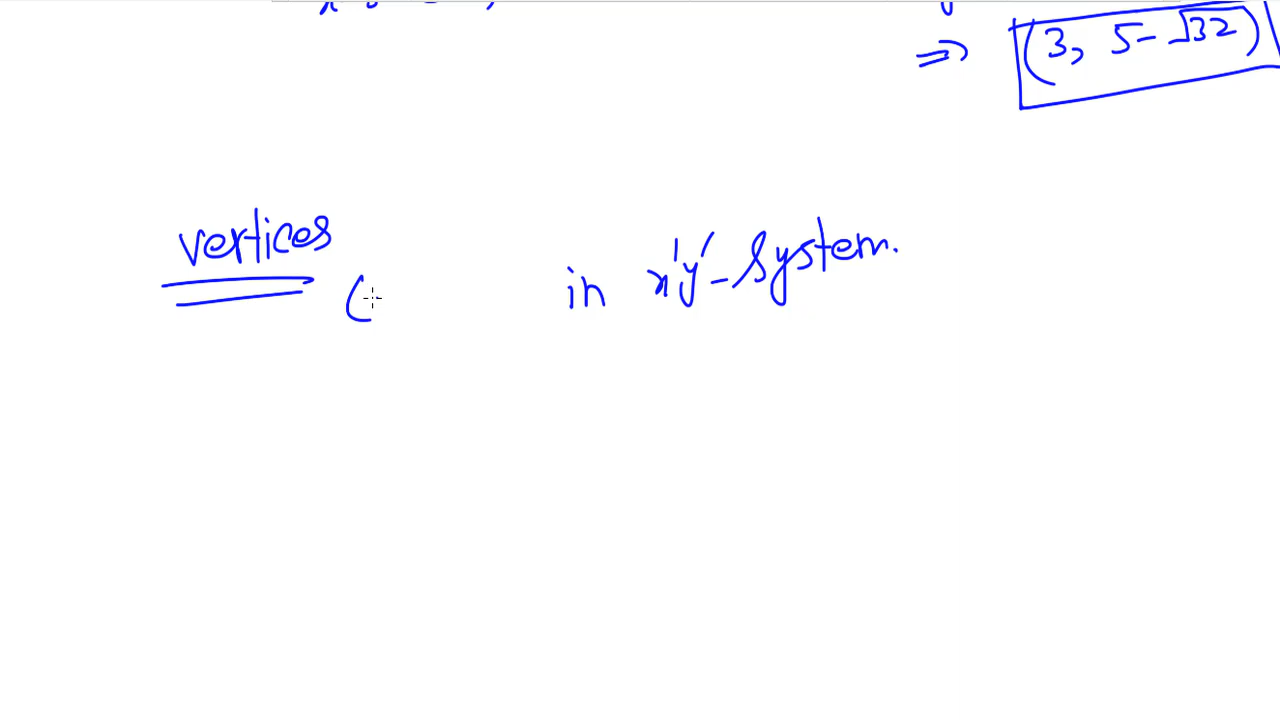 ⇒ (3, 5-√32)
vertices
( in x'y'-system.